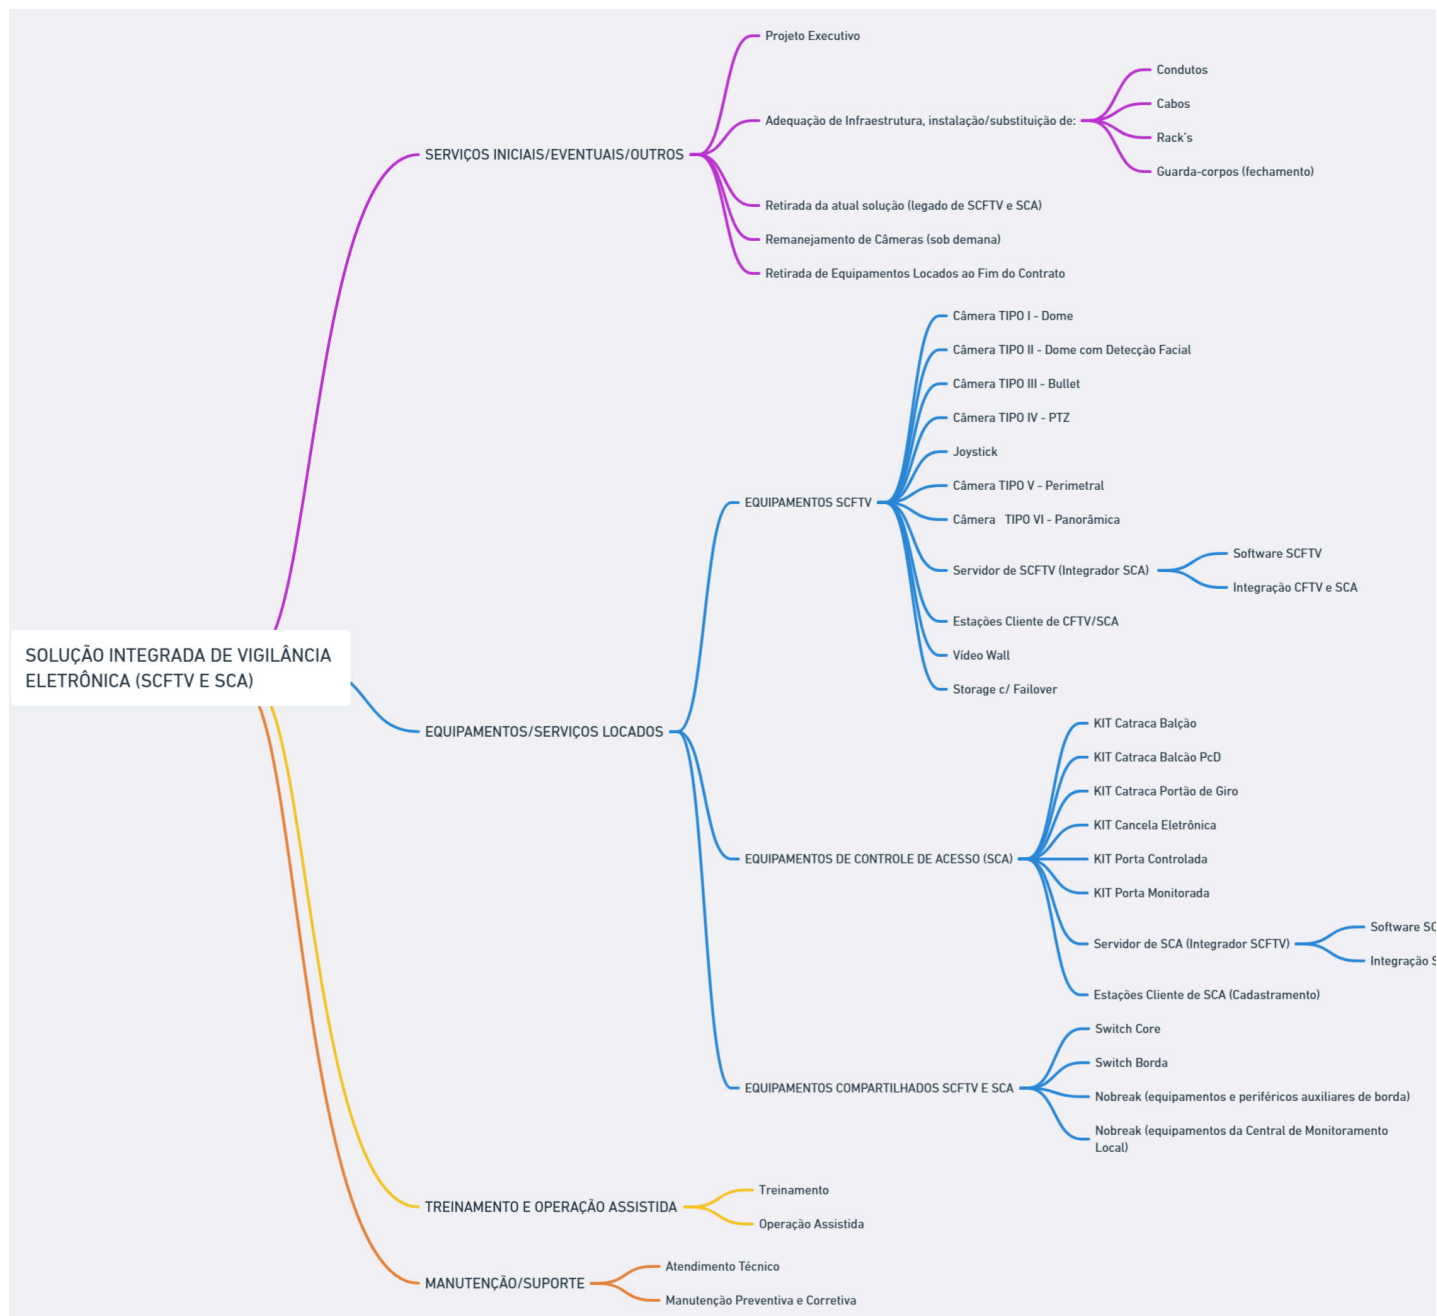 SOLUÇÃO INTEGRADA DE VIGILÂNCIA
ELETRÔNICA (SCFTV E SCA)
SERVIÇOS INICIAIS/EVENTUAIS/OUTROS
Projeto Executivo
Adequação de Infraestrutura, instalação/substituição de:
Condutos
Cabos
Rack's
Guarda-corpos (fechamento)
Retirada da atual solução (legado de SCFTV e SCA)
Remanejamento de Câmeras (sob demana)
Retirada de Equipamentos Locados ao Fim do Contrato
EQUIPAMENTOS/SERVIÇOS LOCADOS
EQUIPAMENTOS SCFTV
Câmera TIPO I - Dome
Câmera TIPO II - Dome com Detecção Facial
Câmera TIPO III - Bullet
Câmera TIPO IV - PTZ
Joystick
Câmera TIPO V - Perimetral
Câmera TIPO VI - Panorâmica
Servidor de SCFTV (Integrador SCA)
Software SCFTV
Integração CFTV e SCA
Estações Cliente de CFTV/SCA
Vídeo Wall
Storage c/ Failover
EQUIPAMENTOS DE CONTROLE DE ACESSO (SCA)
KIT Catraca Balção
KIT Catraca Balcão PcD
KIT Catraca Portão de Giro
KIT Cancela Eletrônica
KIT Porta Controlada
KIT Porta Monitorada
Servidor de SCA (Integrador SCFTV)
Software
Integração
Estações Cliente de SCA (Cadastramento)
EQUIPAMENTOS COMPARTILHADOS SCFTV E SCA
Switch Core
Switch Borda
Nobreak (equipamentos e periféricos auxiliares de borda)
Nobreak (equipamentos da Central de Monitoramento
Local)
TREINAMENTO E OPERAÇÃO ASSISTIDA
Treinamento
Operação Assistida
MANUTENÇÃO/SUPORTE
Atendimento Técnico
Manutenção Preventiva e Corretiva